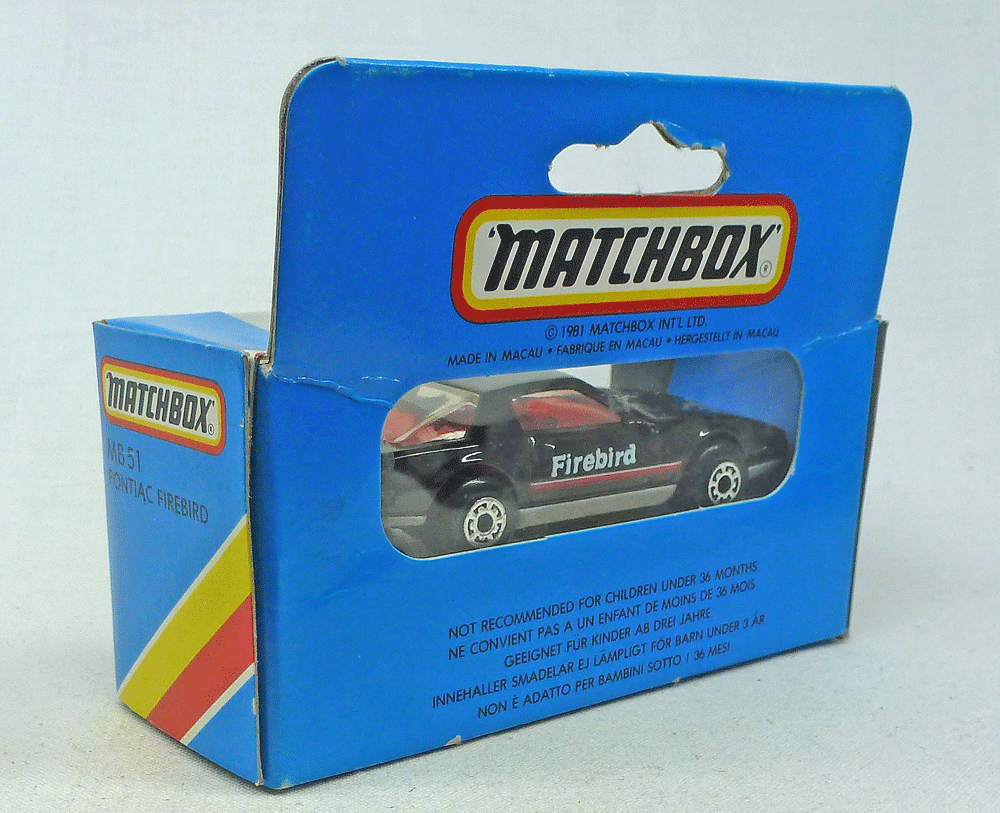 'MATCHBOX'®
© 1981 MATCHBOX INT'L LTD.
MADE IN MACAU • FABRIQUE EN MACAU • HERGESTELLT IN MACAU
Firebird
NOT RECOMMENDED FOR CHILDREN UNDER 36 MONTHS
NE CONVIENT PAS A UN ENFANT DE MOINS DE 36 MOIS
GEEIGNET FÜR KINDER AB DREI JAHRE
INNEHALLER SMADELAR EJ LÄMPLIGT FÖR BARN UNDER 3 ÅR
NON È ADATTO PER BAMBINI SOTTO I 36 MESI
'MATCHBOX'®
MB 51
PONTIAC FIREBIRD